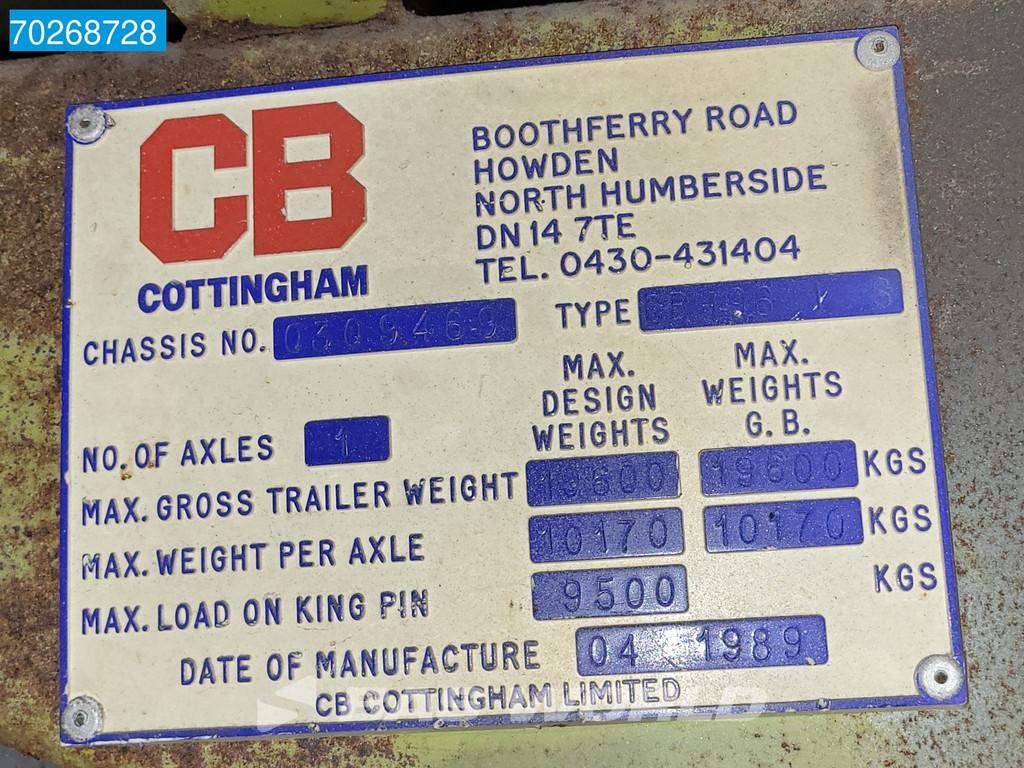 70268728
CB
COTTINGHAM
BOOTHFERRY ROAD
HOWDEN
NORTH HUMBERSIDE
DN14 7TE
TEL. 0430-431404
CHASSIS NO.
TYPE
NO. OF AXLES 1
MAX. DESIGN WEIGHTS
MAX. WEIGHTS G.B.
MAX. GROSS TRAILER WEIGHT 19600 19600 KGS
MAX. WEIGHT PER AXLE 10170 10170 KGS
MAX. LOAD ON KING PIN 9500 KGS
DATE OF MANUFACTURE 04 1989
CB COTTINGHAM LIMITED